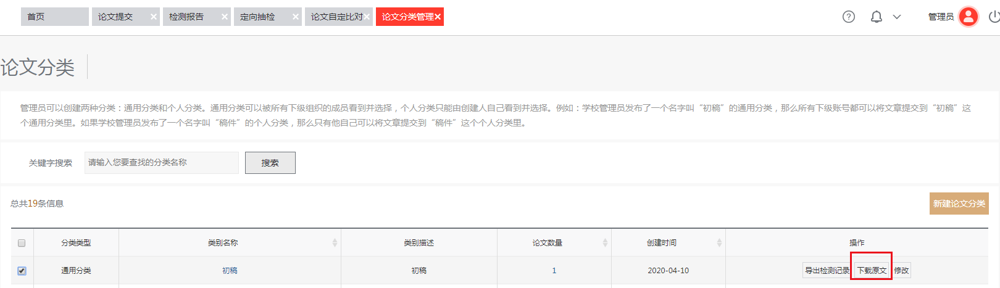 首页 论文提交 检测报告 定向抽检 论文自定比对 论文分类管理 管理员
论文分类
管理员可以创建两种分类：通用分类和个人分类。通用分类可以被所有下级组织的成员看到并选择，个人分类只能由创建人自己看到并选择。例如：学校管理员发布了一个名字叫“初稿”的通用分类，那么所有下级账号都可以将文章提交到“初稿”这
个通用分类里。如果学校管理员发布了一个名字叫“稿件”的个人分类，那么只有他自己可以将文章提交到“稿件”这个个人分类里。
关键字搜索 请输入您要查找的分类名称 搜索
总共19条信息 新建论文分类
分类类型 类别名称 类别描述 论文数量 创建时间 操作
通用分类 初稿 初稿 1 2020-04-10 导出检测记录 下载原文 修改